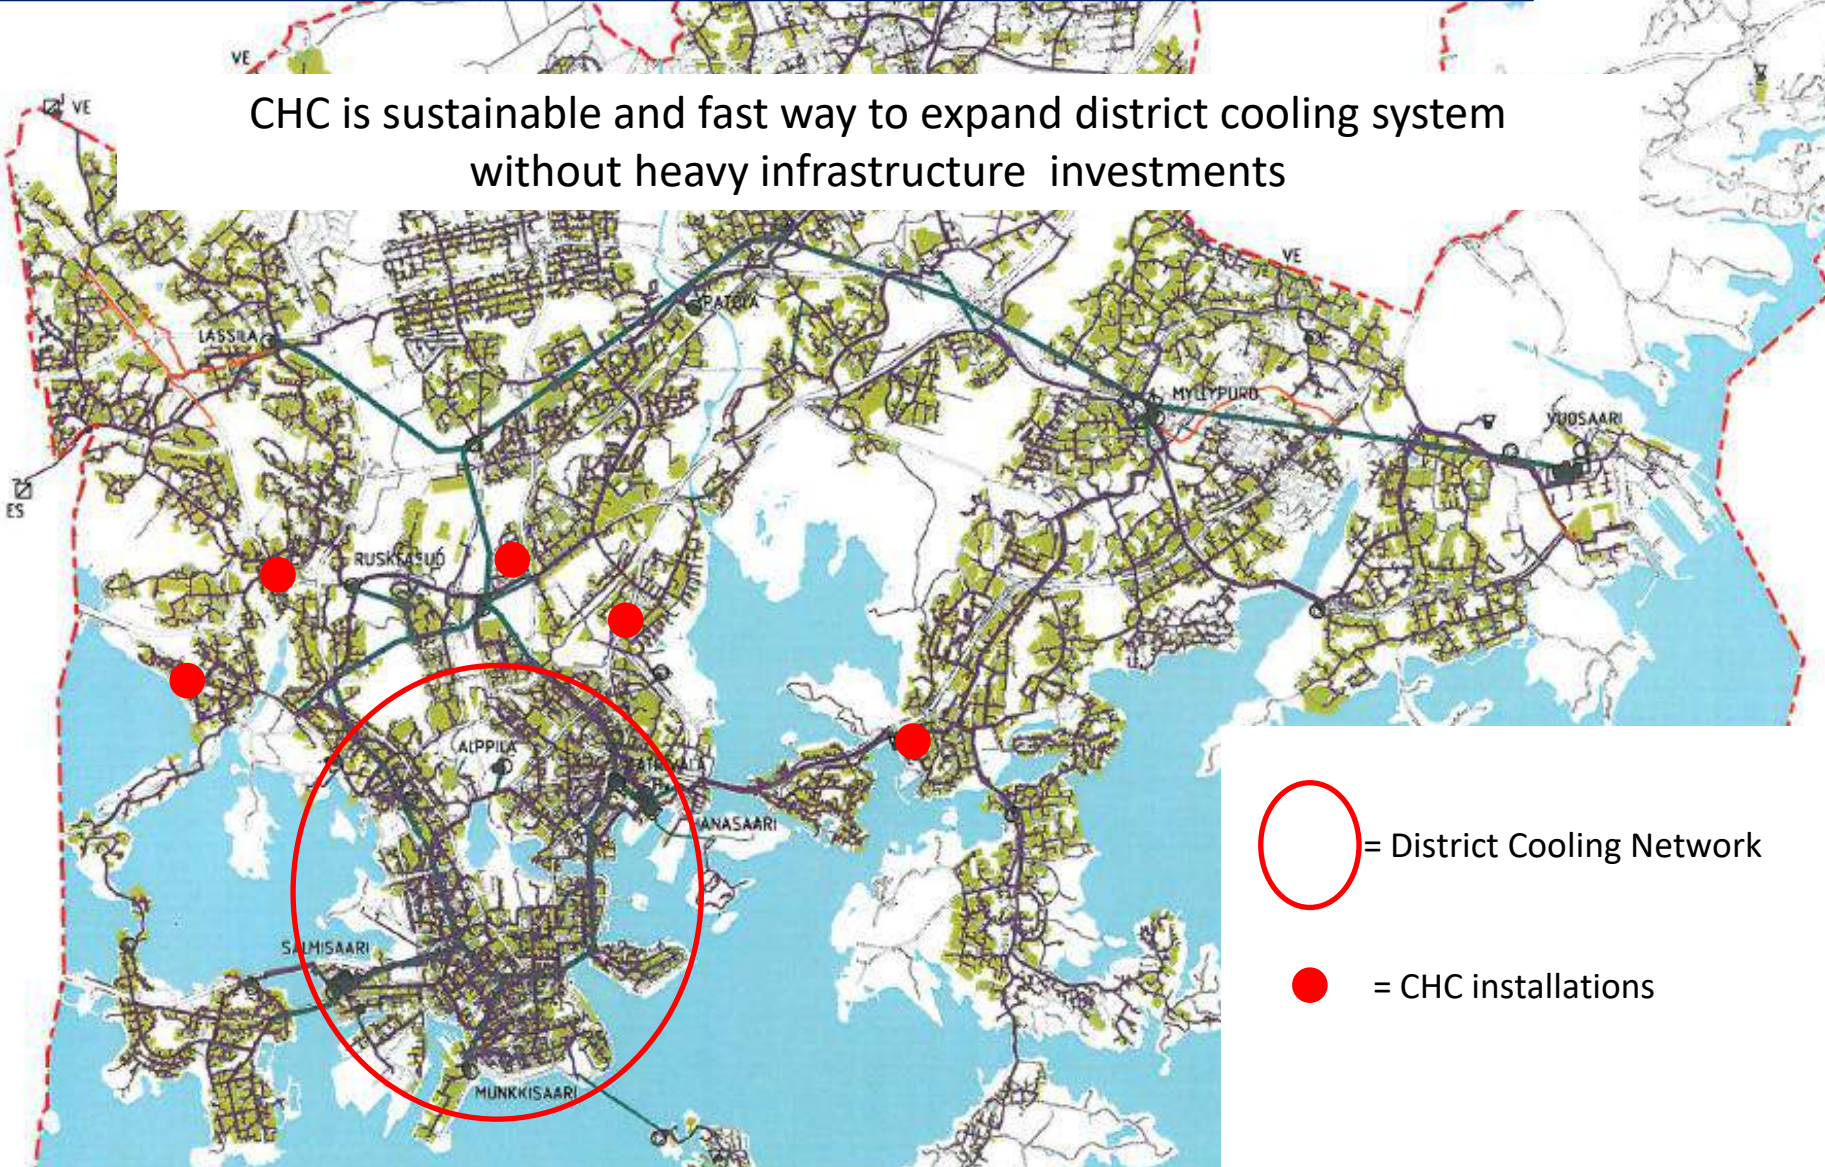 VE
VE
CHC is sustainable and fast way to expand district cooling system
without heavy infrastructure investments
VE
PATOLA
LASSILA
MYLLYPURO
VUOSAARI
ES
RUSKEASUO
ALPPILA
HANASAARI
= District Cooling Network
SALMISAARI
= CHC installations
MUNKKISAARI